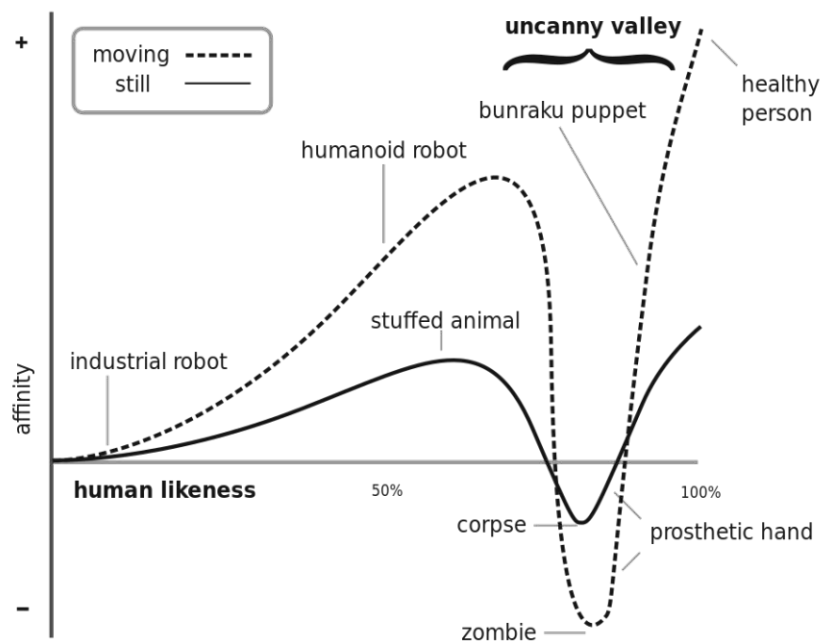 uncanny valley
+
moving
still
healthy
person
bunraku puppet
humanoid robot
stuffed animal
industrial robot
affinity
human likeness
50%
100%
corpse
prosthetic hand
–
zombie